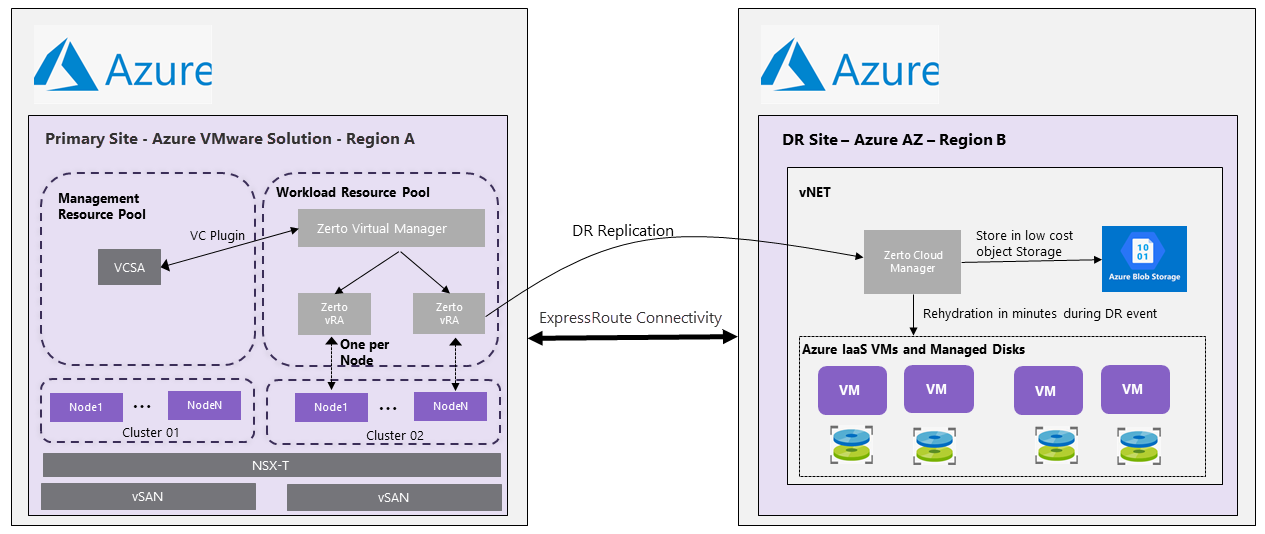 Azure
Primary Site - Azure VMware Solution - Region A
Management
Resource Pool
VCSA
VC Plugin
Workload Resource Pool
Zerto Virtual Manager
Zerto
vRA
Zerto
vRA
One per
Node
Node1
...
NodeN
Cluster 01
Node1
...
NodeN
Cluster 02
NSX-T
vSAN
vSAN
DR Replication
ExpressRoute Connectivity
Azure
DR Site – Azure AZ – Region B
vNET
Zerto Cloud
Manager
Store in low cost
object Storage
10
01
Azure Blob Storage
Rehydration in minutes during DR event
Azure IaaS VMs and Managed Disks
VM
VM
VM
VM